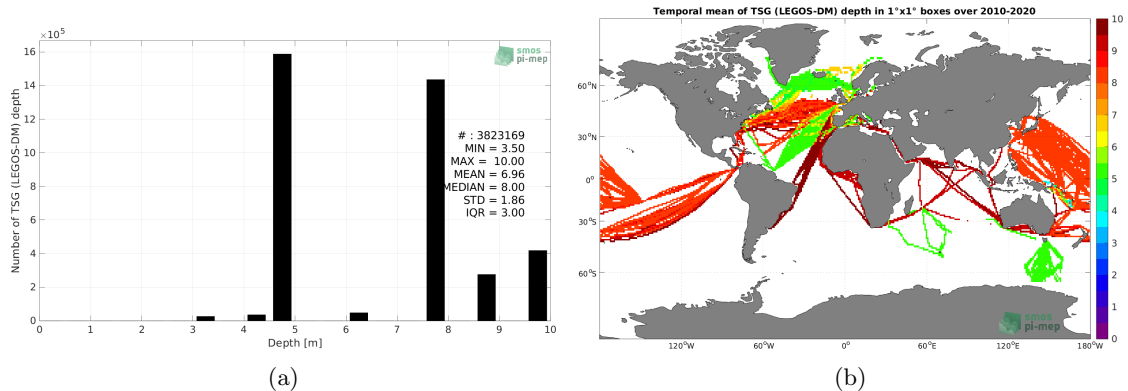 ×10⁵
16
14
12
10
8
6
4
2
0
Number of TSG (LEGOS-DM) depth
smos
pi-mep
# : 3823169
MIN = 3.50
MAX = 10.00
MEAN = 6.96
MEDIAN = 8.00
STD = 1.86
IQR = 3.00
0 1 2 3 4 5 6 7 8 9 10
Depth [m]
(a)
Temporal mean of TSG (LEGOS-DM) depth in 1°x1° boxes over 2010-2020
60°N
30°N
0°
30°S
60°S
120°W 60°W 0° 60°E 120°E 180°W
smos
pi-mep
10
9
8
7
6
5
4
3
2
1
0
(b)